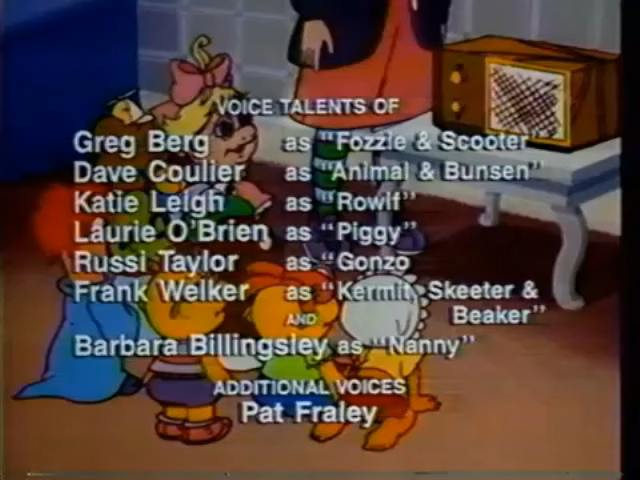 VOICE TALENTS OF
Greg Berg as "Fozzie & Scooter"
Dave Coulier as "Animal & Bunsen"
Katie Leigh as "Rowlf"
Laurie O'Brien as "Piggy"
Russi Taylor as "Gonzo
Frank Welker as "Kermit, Skeeter &
Beaker"
AND
Barbara Billingsley as "Nanny"
ADDITIONAL VOICES
Pat Fraley